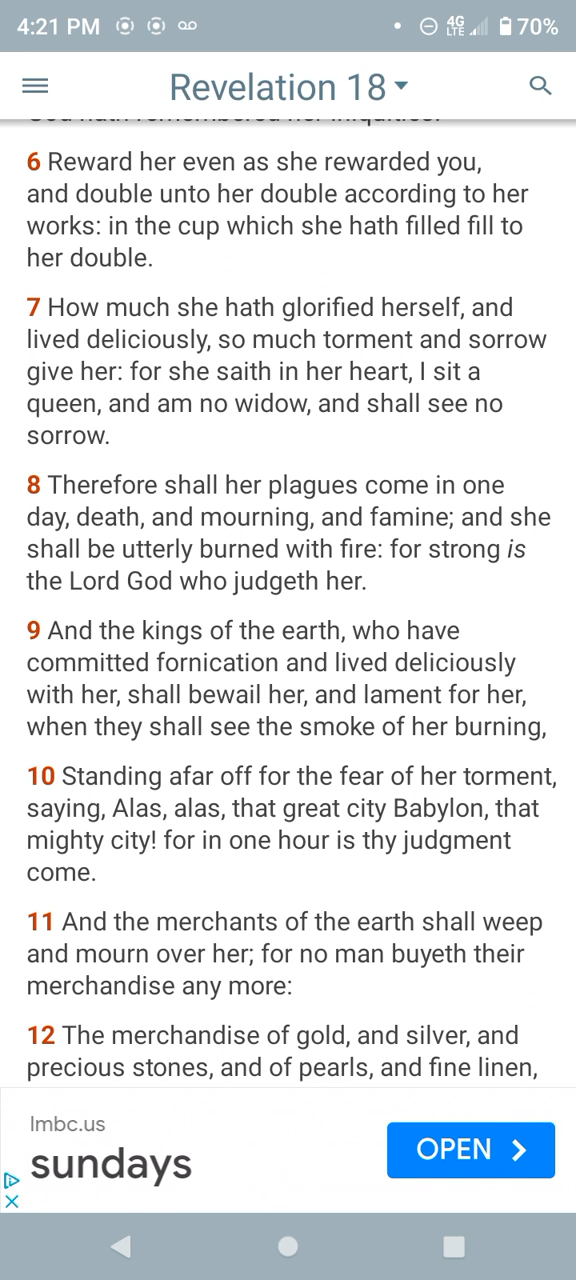 4:21 PM 4G LTE 70%
Revelation 18
God hath remembered her iniquities.
6 Reward her even as she rewarded you,
and double unto her double according to her
works: in the cup which she hath filled fill to
her double.
7 How much she hath glorified herself, and
lived deliciously, so much torment and sorrow
give her: for she saith in her heart, I sit a
queen, and am no widow, and shall see no
sorrow.
8 Therefore shall her plagues come in one
day, death, and mourning, and famine; and she
shall be utterly burned with fire: for strong is
the Lord God who judgeth her.
9 And the kings of the earth, who have
committed fornication and lived deliciously
with her, shall bewail her, and lament for her,
when they shall see the smoke of her burning,
10 Standing afar off for the fear of her torment,
saying, Alas, alas, that great city Babylon, that
mighty city! for in one hour is thy judgment
come.
11 And the merchants of the earth shall weep
and mourn over her; for no man buyeth their
merchandise any more:
12 The merchandise of gold, and silver, and
precious stones, and of pearls, and fine linen,
lmbc.us
sundays
OPEN